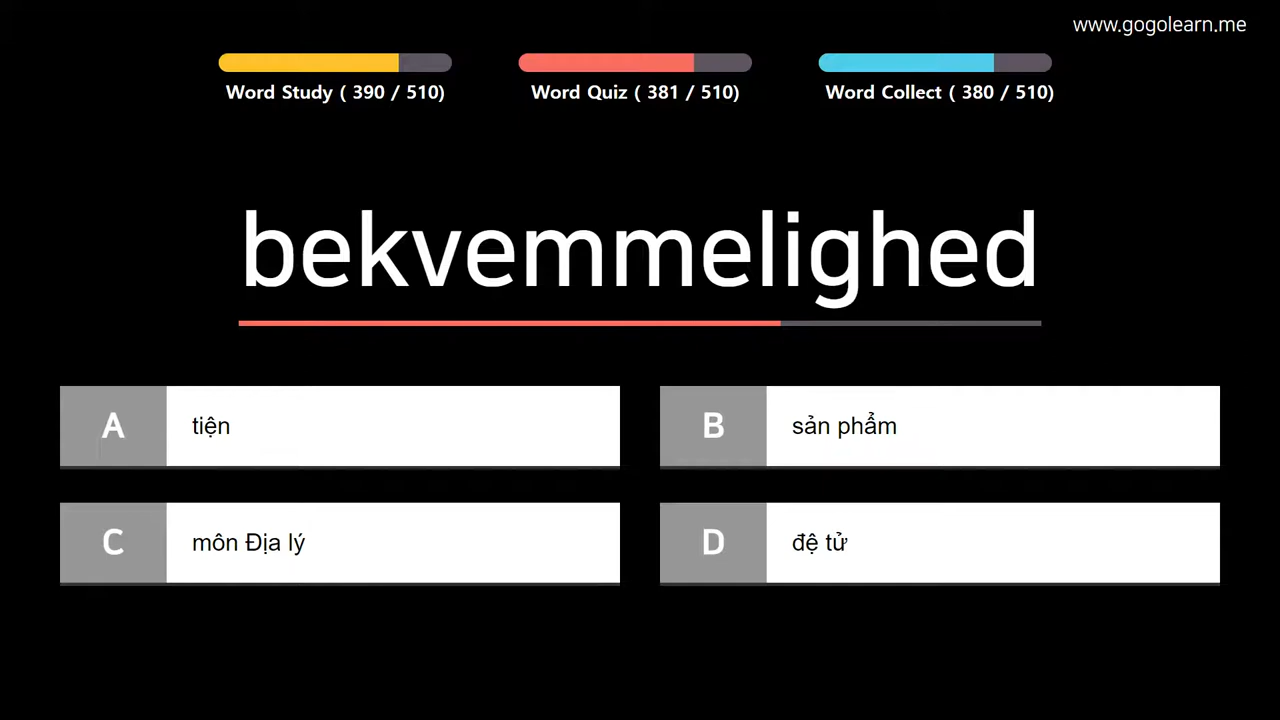 www.gogolearn.me
Word Study ( 390 / 510)
Word Quiz ( 381 / 510)
Word Collect ( 380 / 510)
bekvemmelighed
A
tiện
B
sản phẩm
C
môn Địa lý
D
đệ tử